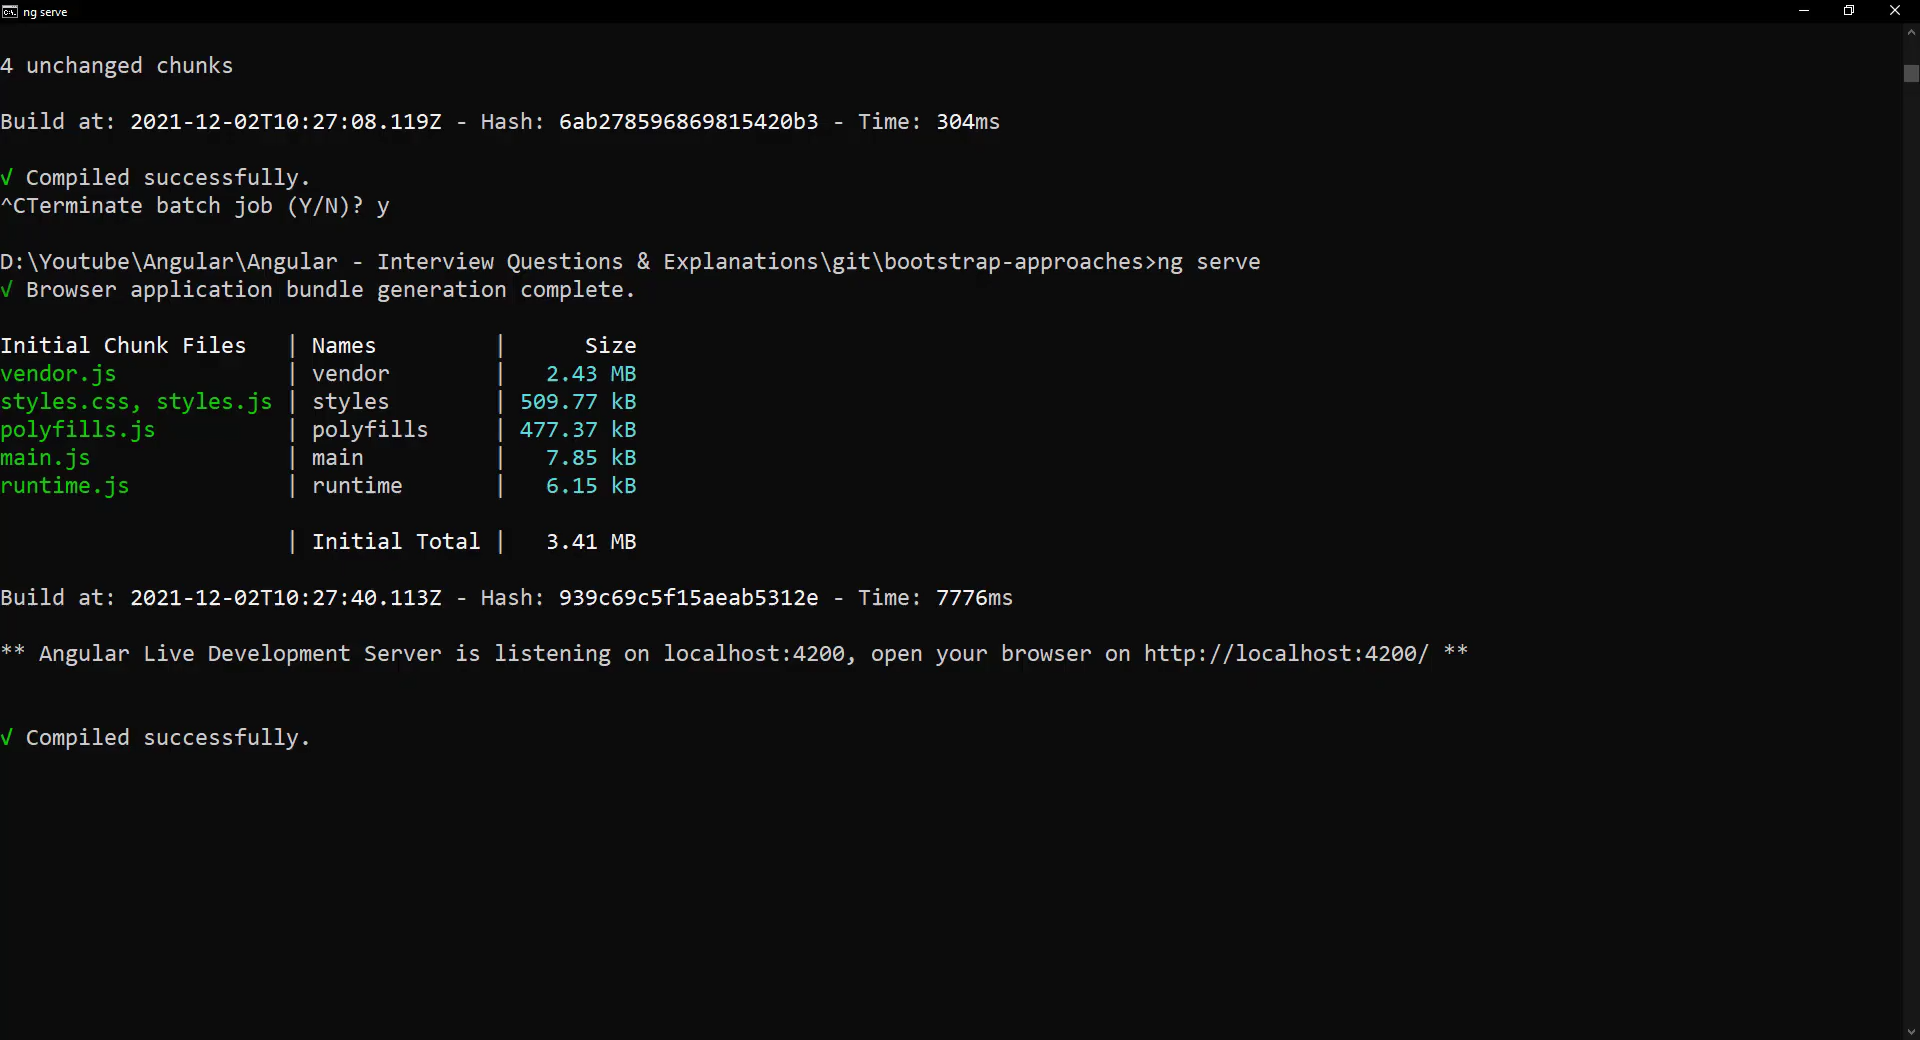 ng serve
4 unchanged chunks
Build at: 2021-12-02T10:27:08.119Z - Hash: 6ab278596869815420b3 - Time: 304ms
√ Compiled successfully.
^CTerminate batch job (Y/N)? y
D:\Youtube\Angular\Angular - Interview Questions & Explanations\git\bootstrap-approaches>ng serve
√ Browser application bundle generation complete.
Initial Chunk Files | Names | Size
vendor.js | vendor | 2.43 MB
styles.css, styles.js | styles | 509.77 kB
polyfills.js | polyfills | 477.37 kB
main.js | main | 7.85 kB
runtime.js | runtime | 6.15 kB
| Initial Total | 3.41 MB
Build at: 2021-12-02T10:27:40.113Z - Hash: 939c69c5f15aeab5312e - Time: 7776ms
** Angular Live Development Server is listening on localhost:4200, open your browser on http://localhost:4200/ **
√ Compiled successfully.